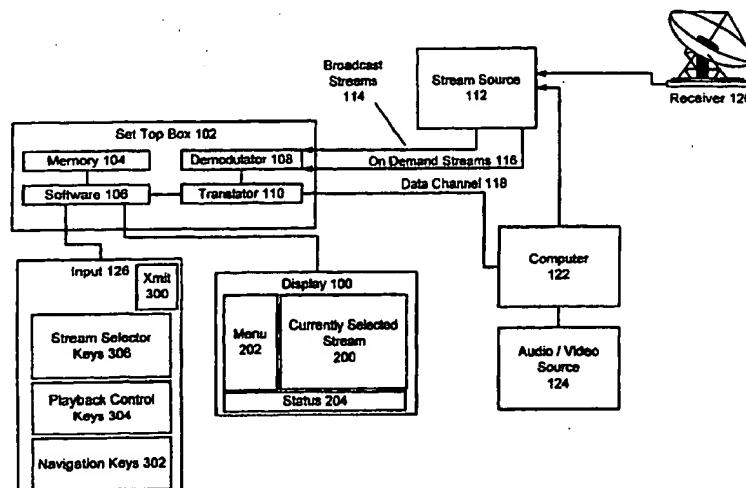 Broadcast
Streams
114
Stream Source
112
Receiver 120
Set Top Box 102
Memory 104
Demodulator 108
On Demand Streams 116
Software 106
Translator 110
Data Channel 118
Computer
122
Input 126
Xmit
300
Display 100
Menu
202
Currently Selected
Stream
200
Stream Selector
Keys 306
Audio / Video
Source
124
Status 204
Playback Control
Keys 304
Navigation Keys 302